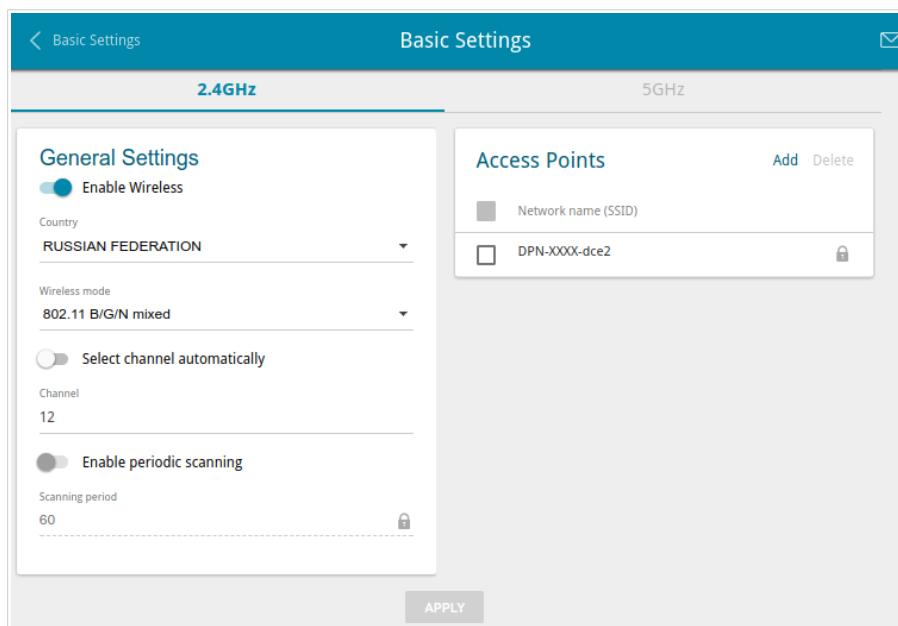 Basic Settings
Basic Settings
2.4GHz
5GHz
General Settings
Enable Wireless
Country
RUSSIAN FEDERATION
Wireless mode
802.11 B/G/N mixed
Select channel automatically
Channel
12
Enable periodic scanning
Scanning period
60
Access Points
Add Delete
Network name (SSID)
DPN-XXXX-dce2
APPLY